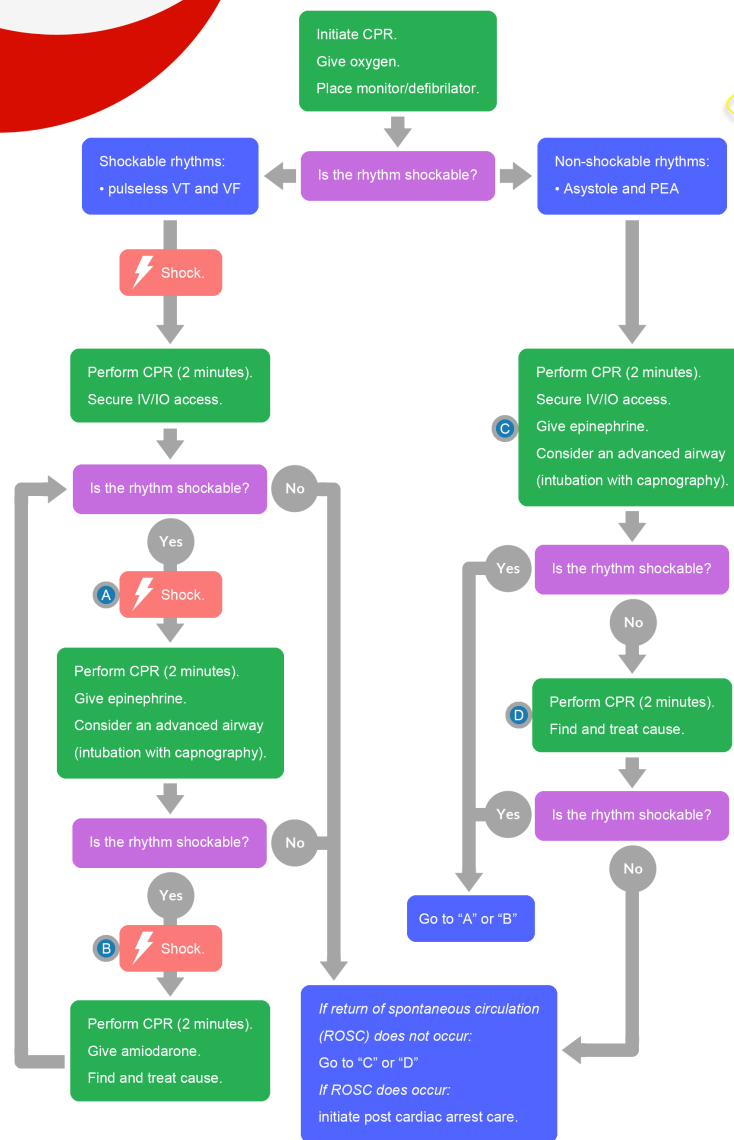 Initiate CPR.
Give oxygen.
Place monitor/defibrilator.
Shockable rhythms:
• pulseless VT and VF
Is the rhythm shockable?
Non-shockable rhythms:
• Asystole and PEA
Shock.
Perform CPR (2 minutes).
Secure IV/IO access.
Is the rhythm shockable?
No
Yes
A
Shock.
Perform CPR (2 minutes).
Give epinephrine.
Consider an advanced airway
(intubation with capnography).
Is the rhythm shockable?
No
Yes
B
Shock.
Perform CPR (2 minutes).
Give amiodarone.
Find and treat cause.
C
Perform CPR (2 minutes).
Secure IV/IO access.
Give epinephrine.
Consider an advanced airway
(intubation with capnography).
Yes
Is the rhythm shockable?
No
D
Perform CPR (2 minutes).
Find and treat cause.
Yes
Is the rhythm shockable?
No
Go to “A” or “B”
If return of spontaneous circulation
(ROSC) does not occur:
Go to “C” or “D”
If ROSC does occur:
initiate post cardiac arrest care.